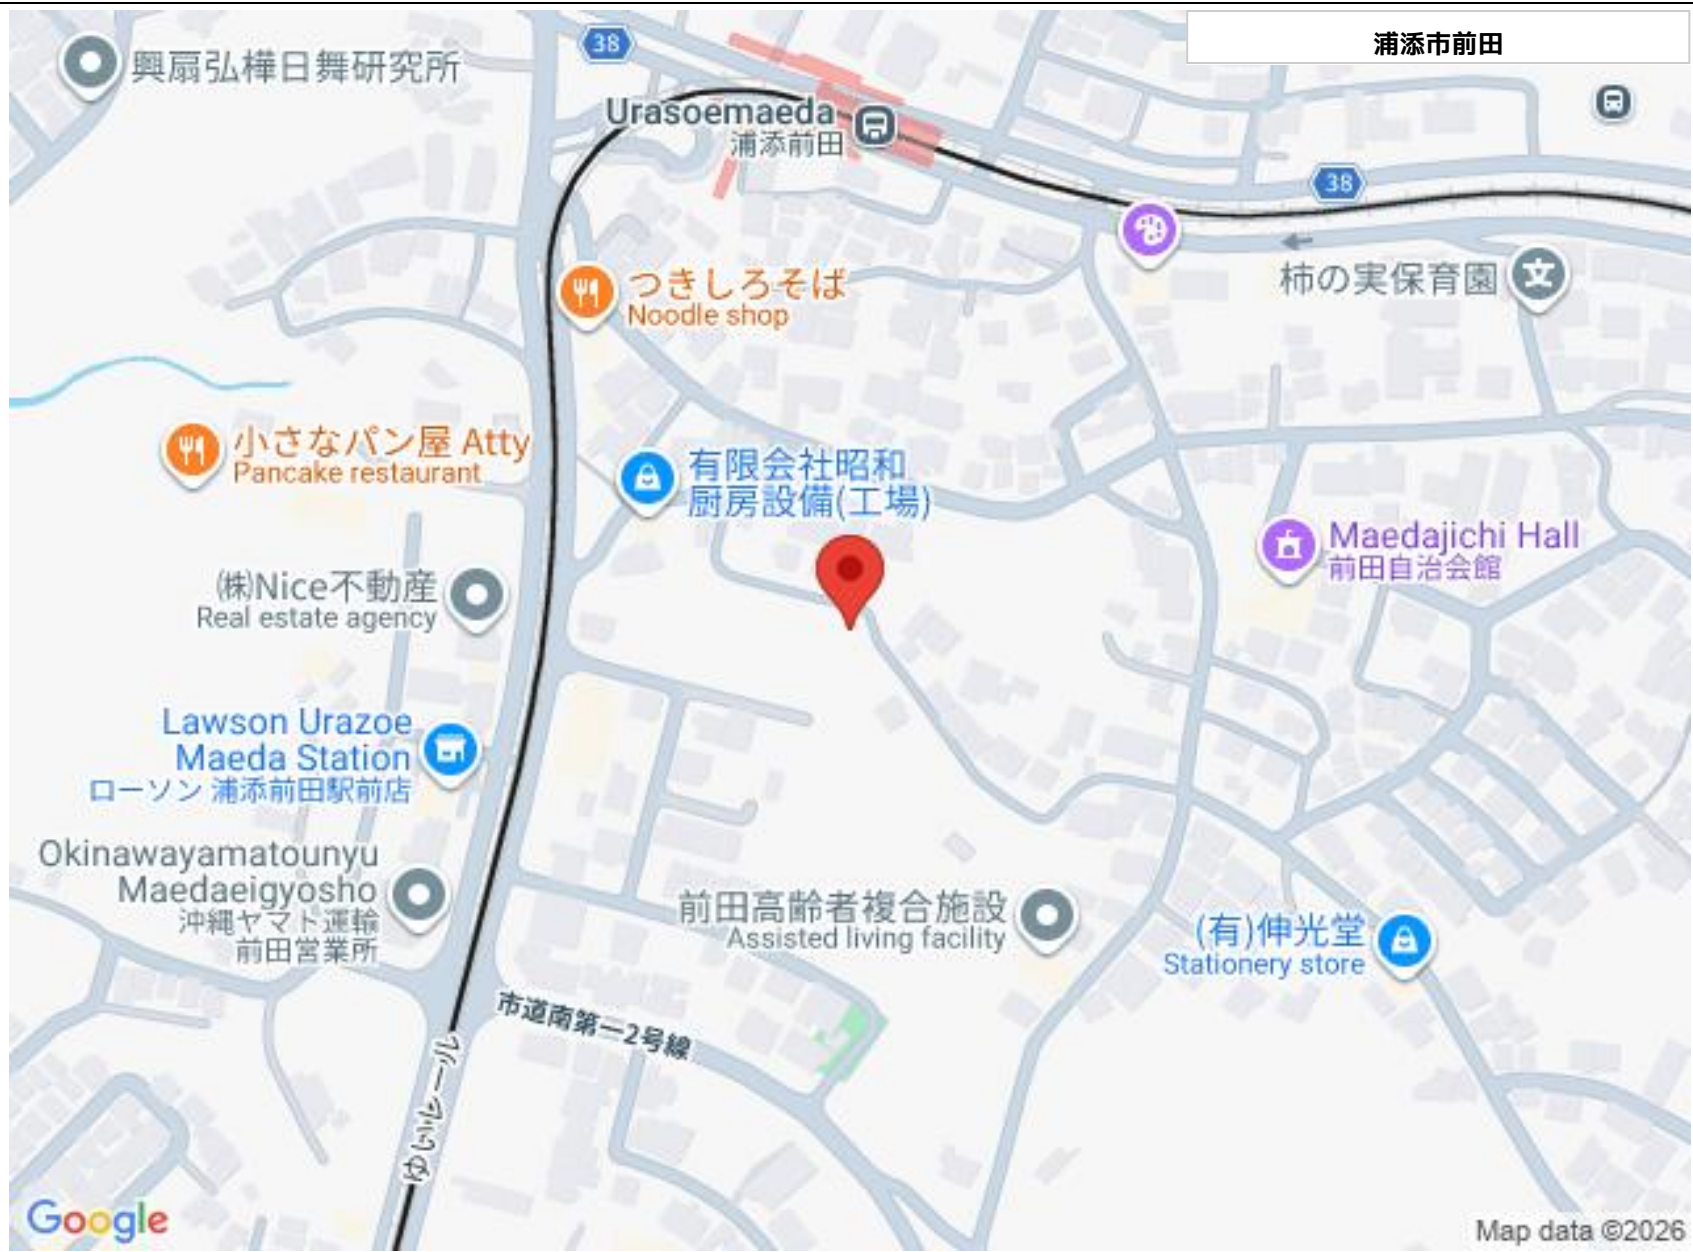 浦添市前田
興扇弘樺日舞研究所
38
Urasoemaeda
浦添前田
38
つきしろそば
Noodle shop
柿の実保育園
小さなパン屋 Atty
Pancake restaurant
有限会社昭和
厨房設備(工場)
Maedajichi Hall
前田自治会館
㈱Nice不動産
Real estate agency
Lawson Urazoe
Maeda Station
ローソン 浦添前田駅前店
Okinawayamatounyu
Maedaeigyosho
沖縄ヤマト運輸
前田営業所
前田高齢者複合施設
Assisted living facility
(有)伸光堂
Stationery store
市道南第一2号線
ゆいレール
Google
Map data ©2026